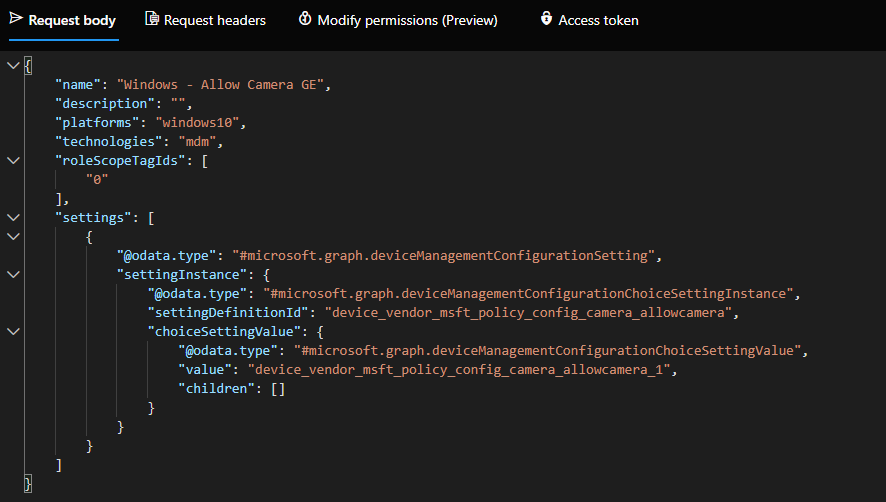 Request body Request headers Modify permissions (Preview) Access token
{
"name": "Windows - Allow Camera GE",
"description": "",
"platforms": "windows10",
"technologies": "mdm",
"roleScopeTagIds": [
"0"
],
"settings": [
{
"@odata.type": "#microsoft.graph.deviceManagementConfigurationSetting",
"settingInstance": {
"@odata.type": "#microsoft.graph.deviceManagementConfigurationChoiceSettingInstance",
"settingDefinitionId": "device_vendor_msft_policy_config_camera_allowcamera",
"choiceSettingValue": {
"@odata.type": "#microsoft.graph.deviceManagementConfigurationChoiceSettingValue",
"value": "device_vendor_msft_policy_config_camera_allowcamera_1",
"children": []
}
}
}
]
}